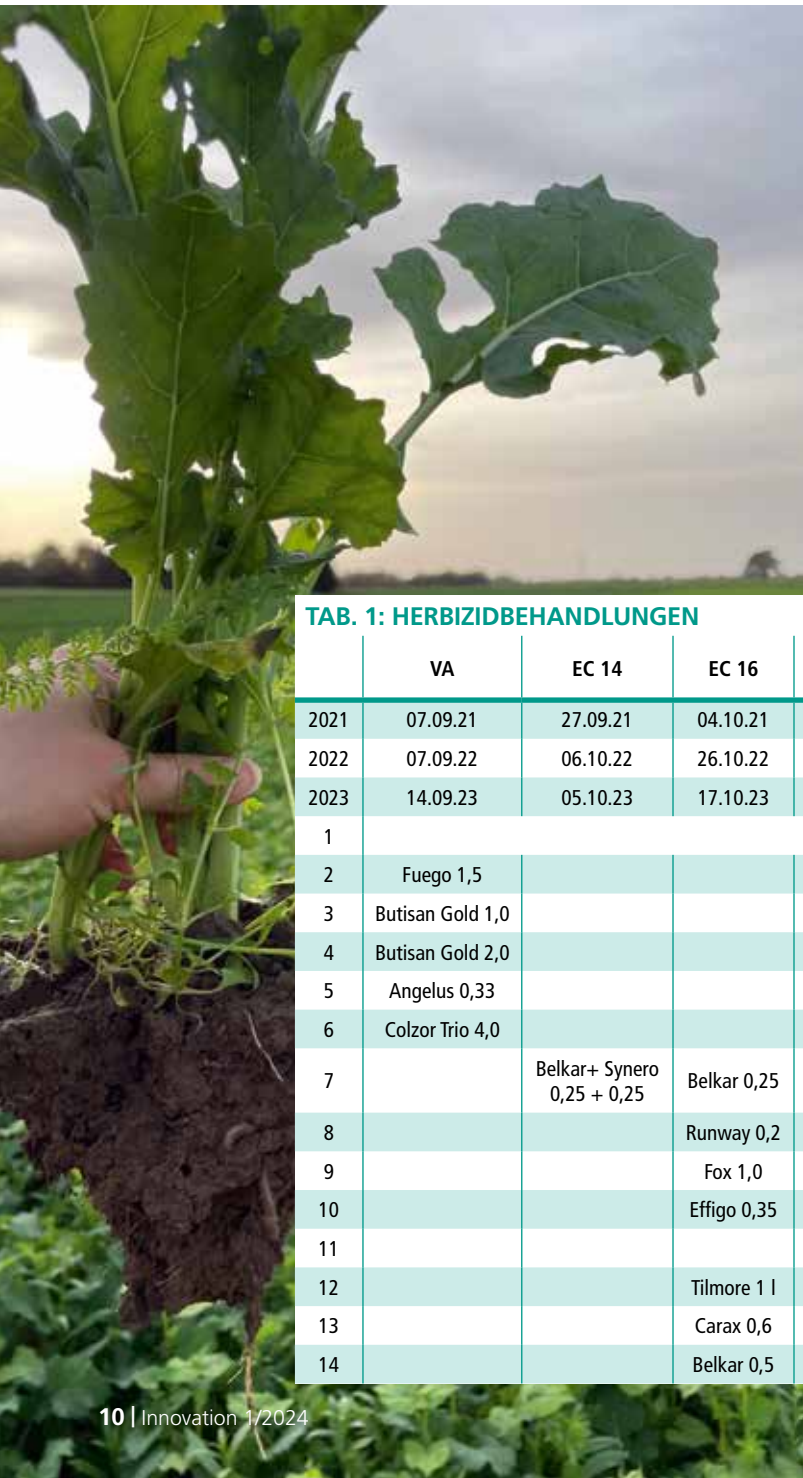 TAB. 1: HERBIZIDBEHANDLUNGEN
VA EC 14 EC 16
2021 07.09.21 27.09.21 04.10.21
2022 07.09.22 06.10.22 26.10.22
2023 14.09.23 05.10.23 17.10.23
1
2 Fuego 1,5
3 Butisan Gold 1,0
4 Butisan Gold 2,0
5 Angelus 0,33
6 Colzor Trio 4,0
7 Belkar+ Synero
0,25 + 0,25 Belkar 0,25
8 Runway 0,2
9 Fox 1,0
10 Effigo 0,35
11
12 Tilmore 1 l
13 Carax 0,6
14 Belkar 0,5
10 | Innovation 1/2024